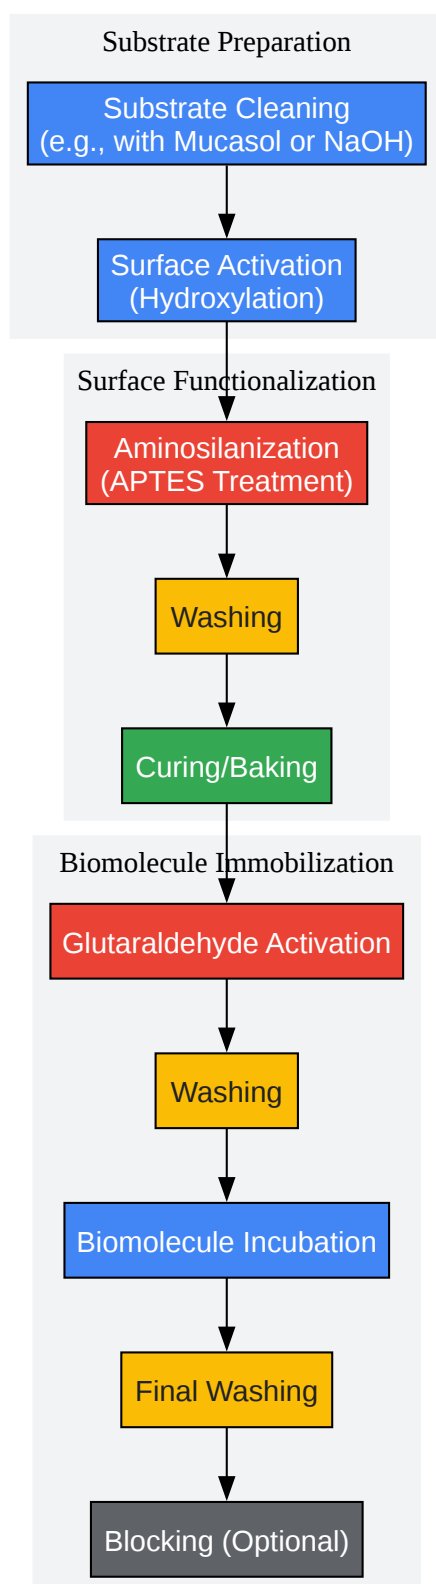 Substrate Preparation
Substrate Cleaning
(e.g., with Mucasol or NaOH)
Surface Activation
(Hydroxylation)
Surface Functionalization
Aminosilanization
(APTES Treatment)
Washing
Curing/Baking
Biomolecule Immobilization
Glutaraldehyde Activation
Washing
Biomolecule Incubation
Final Washing
Blocking (Optional)